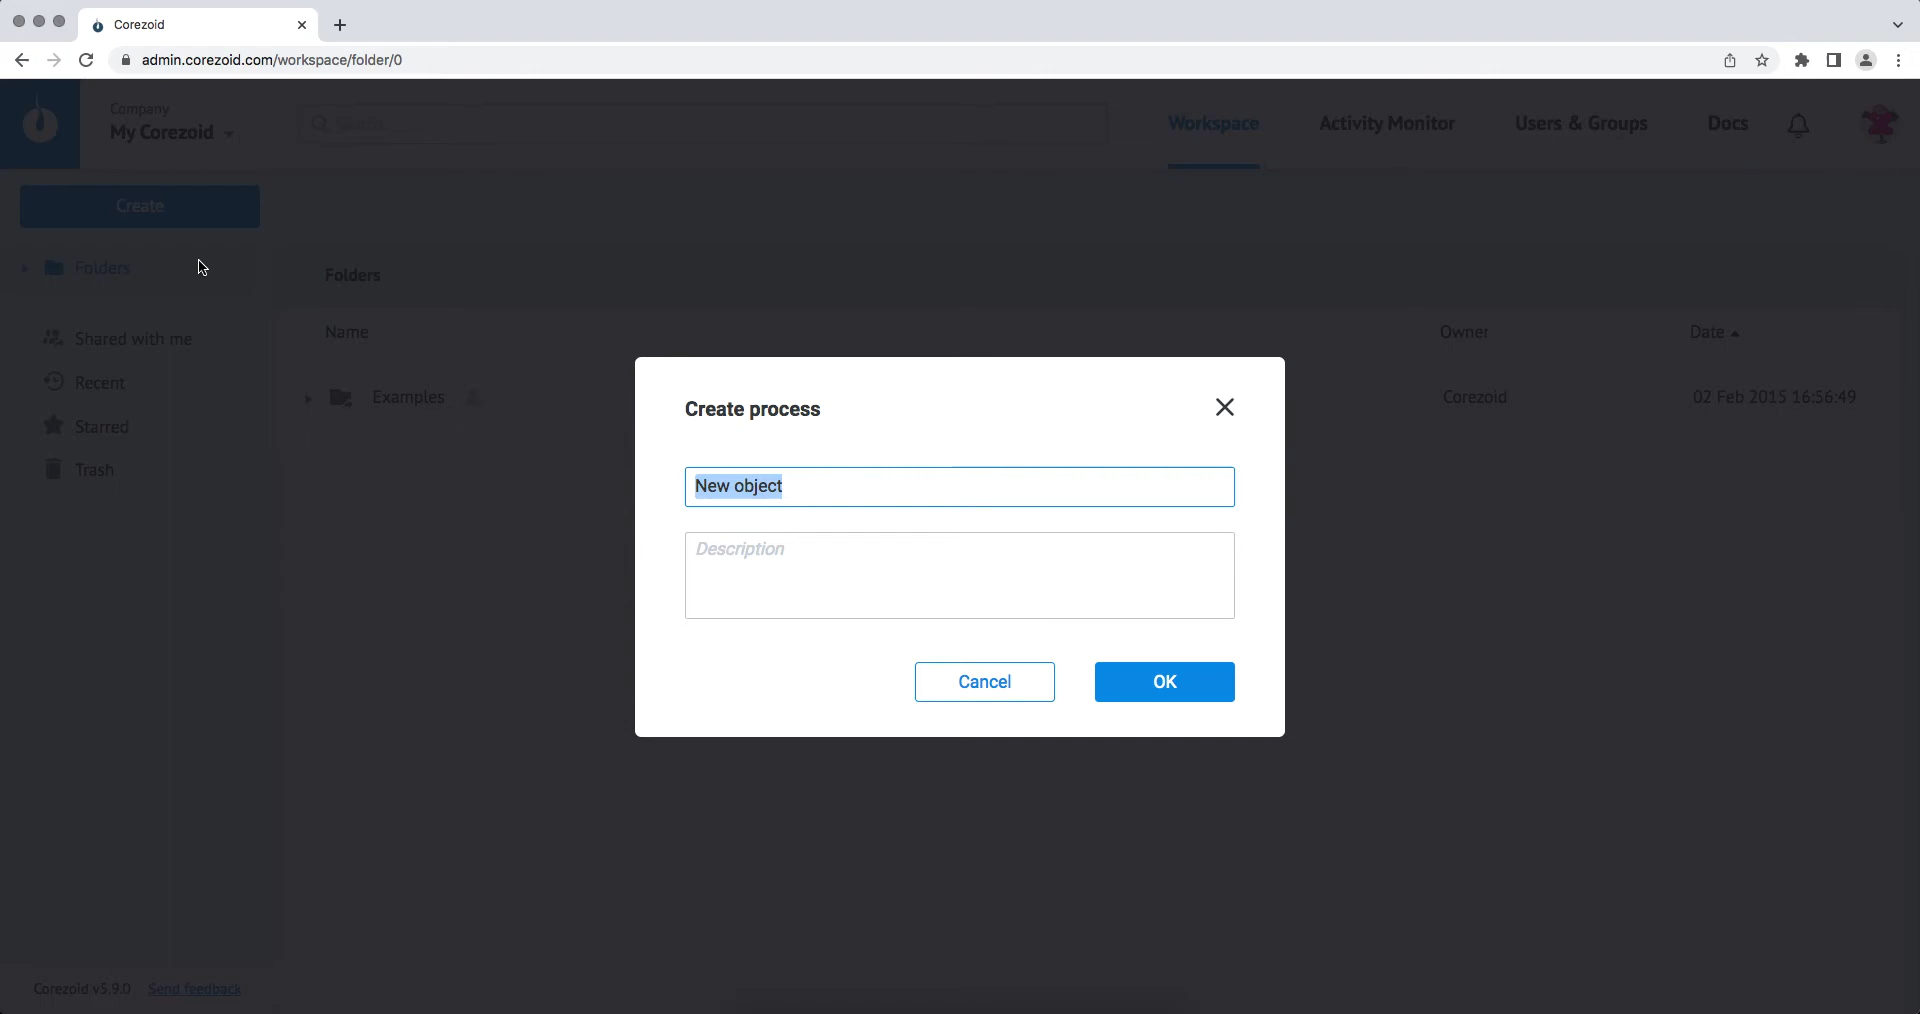 Corezoid
admin.corezoid.com/workspace/folder/0
Company
My Corezoid
Search
Workspace
Activity Monitor
Users & Groups
Docs
Create
Folders
Shared with me
Recent
Starred
Trash
Folders
Name
Owner
Date
Examples
Corezoid
02 Feb 2015 16:56:49
Create process
New object
Description
Cancel
OK
Corezoid v5.9.0
Send feedback